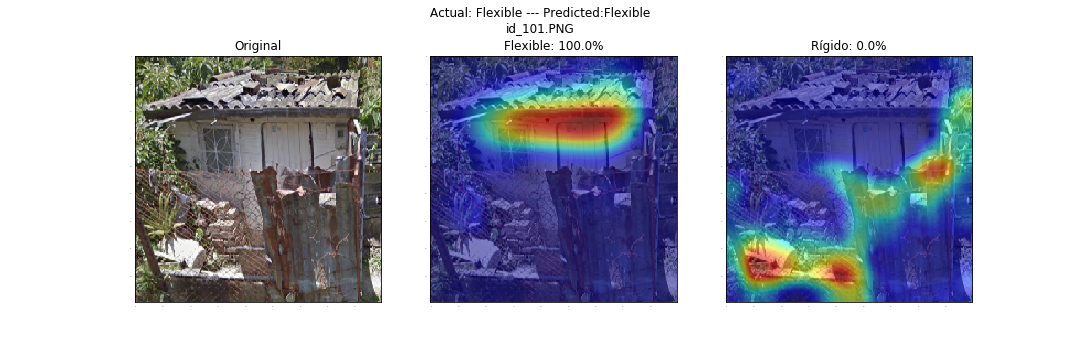 Actual: Flexible --- Predicted:Flexible
id_101.PNG
Original
Flexible: 100.0%
Rígido: 0.0%